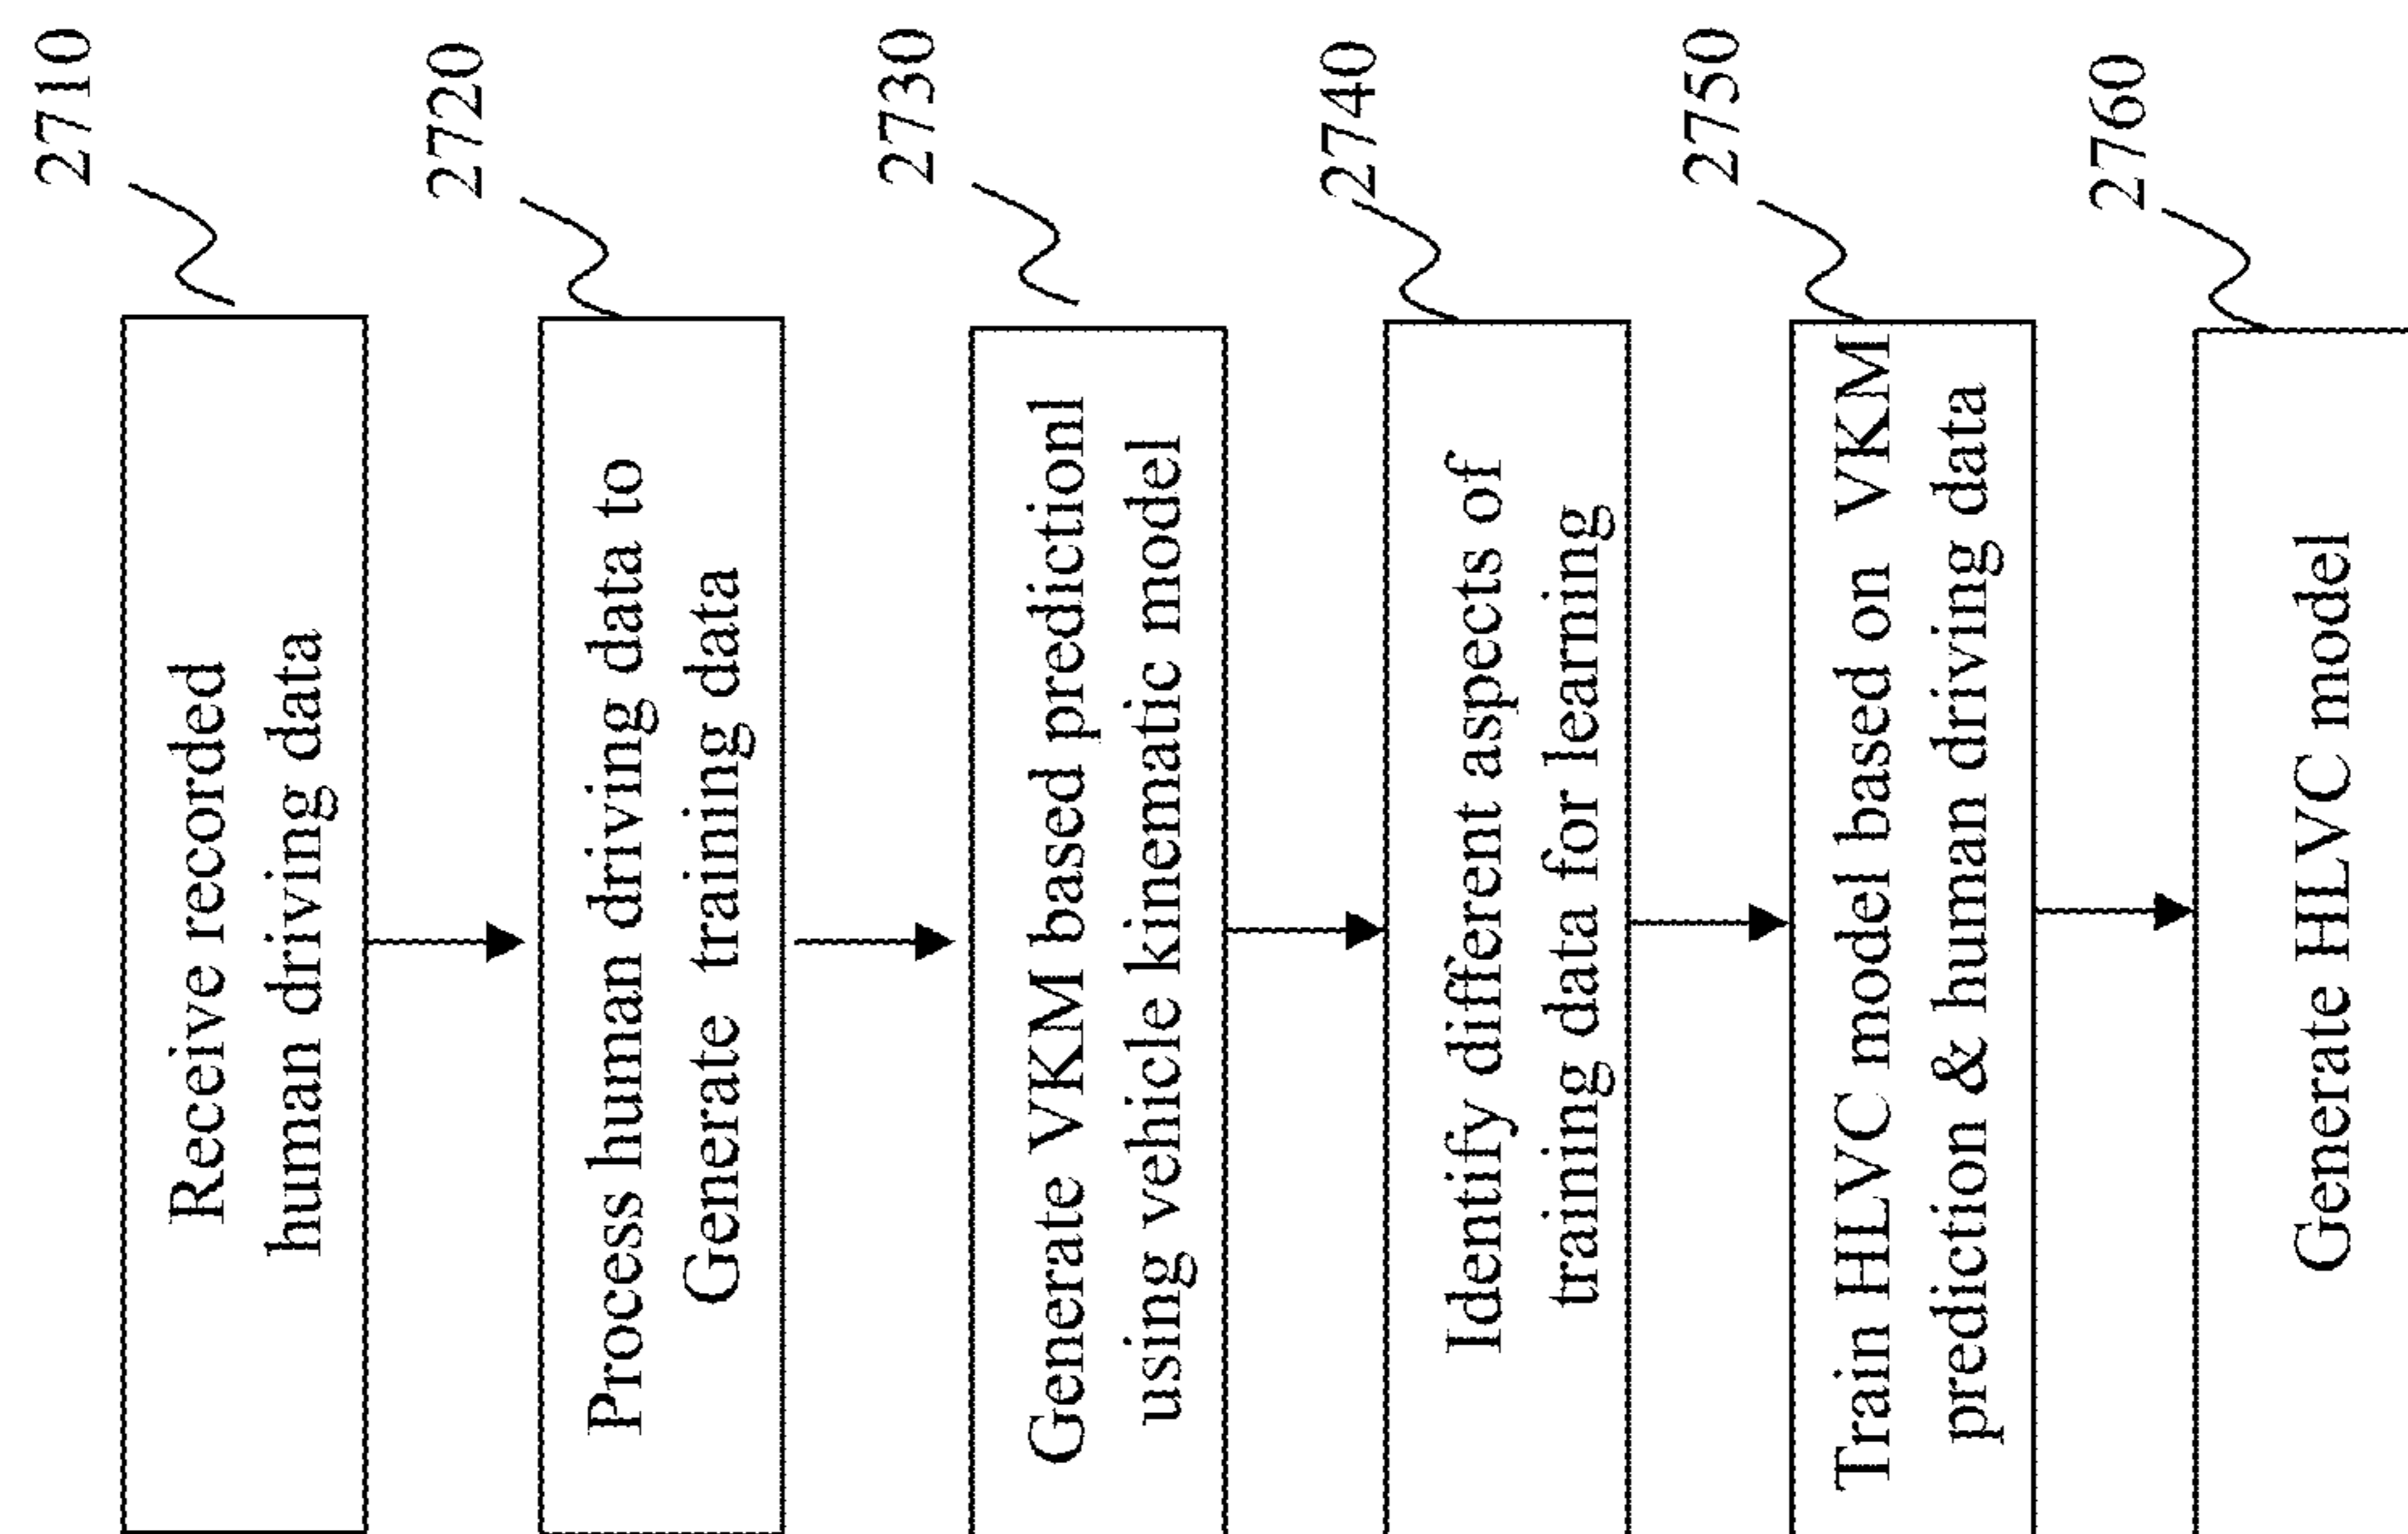 2710
Receive recorded
human driving data
2720
Process human driving data to
Generate training data
2730
Generate VKM based predictionl
using vehicle kinematic model
2740
Identify different aspects of
training data for learning
2750
Train HLVC model based on VKM
prediction & human driving data
2760
Generate HLVC model